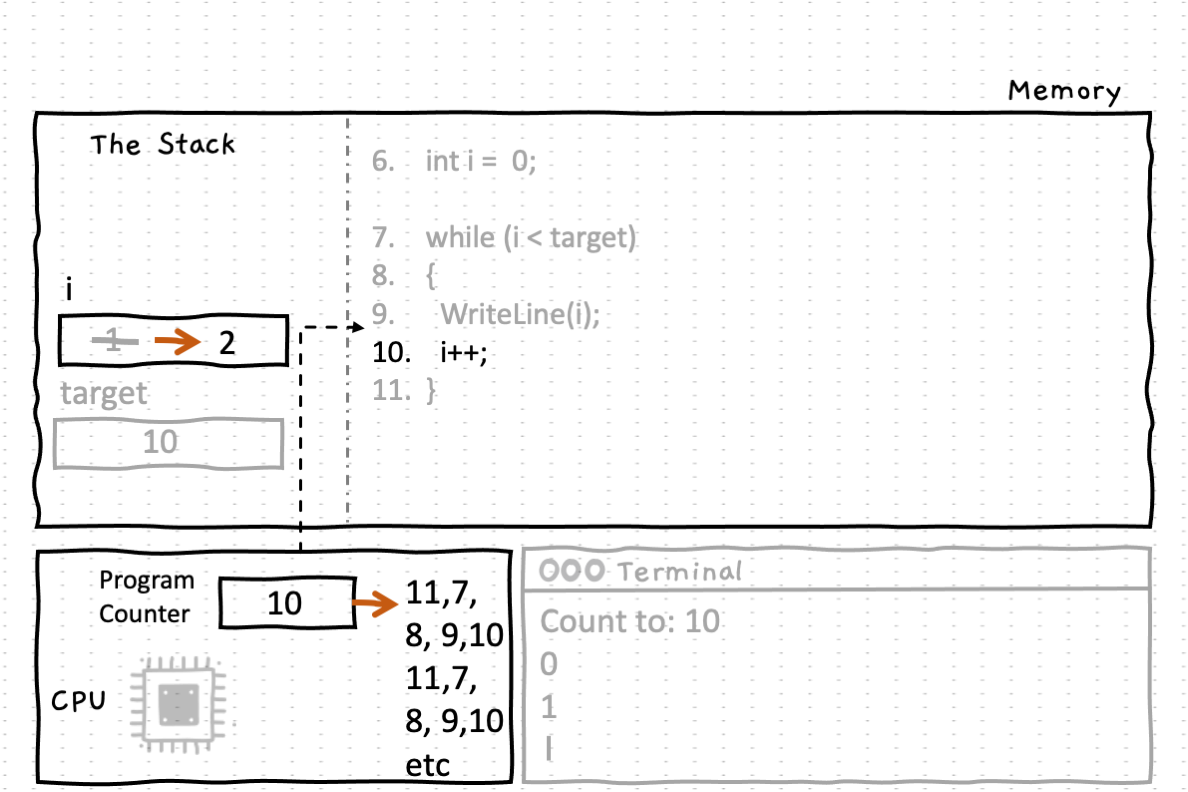 Memory
The Stack
6. int i = 0;
7. while (i < target)
8. {
9. WriteLine(i);
10. i++;
11. }
i
1 2
target
10
Program
Counter
10
11,7,
8, 9,10
11,7,
8, 9,10
etc
CPU
Terminal
Count to: 10
0
1
|